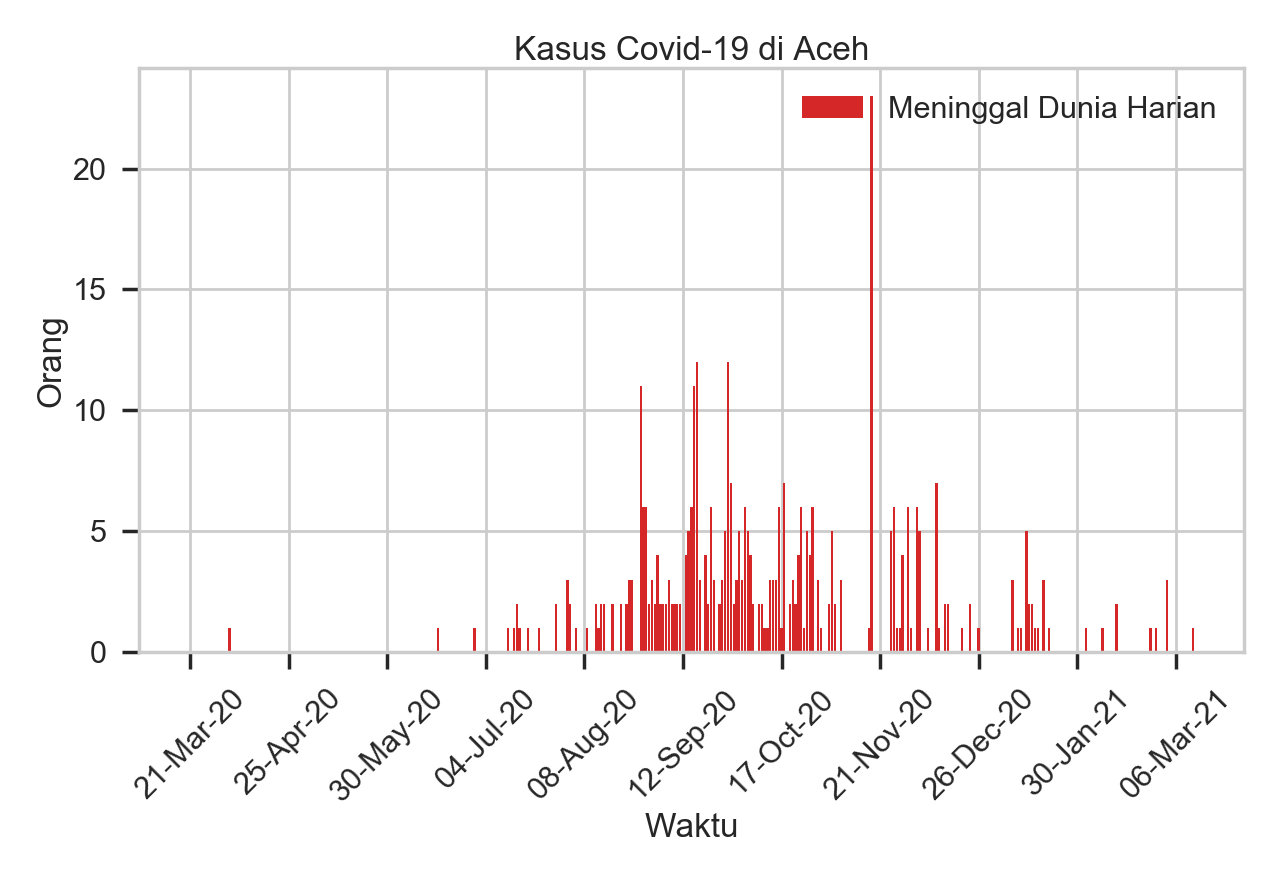 Kasus Covid-19 di Aceh
Meninggal Dunia Harian
Orang
20
15
10
5
0
21-Mar-20
25-Apr-20
30-May-20
04-Jul-20
08-Aug-20
12-Sep-20
17-Oct-20
21-Nov-20
26-Dec-20
30-Jan-21
06-Mar-21
Waktu